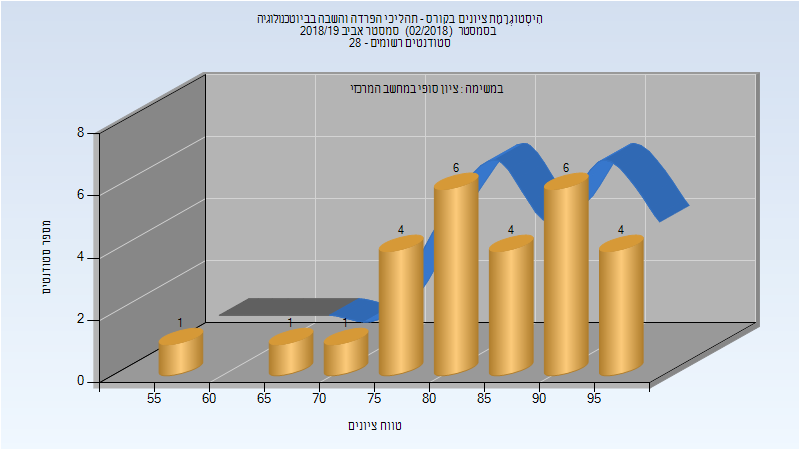 היסטוגרמת ציונים בקורס - תהליכי הפרדה והשבה בביוטכנולוגיה
בסמסטר (02/2018) סמסטר אביב 2018/19
סטודנטים רשומים - 28
במשימה : ציון סופי במחשב המרכזי
8
6
4
2
0
מספר סטודנטים
1
1
1
4
6
4
6
4
55 60 65 70 75 80 85 90 95
טווח ציונים